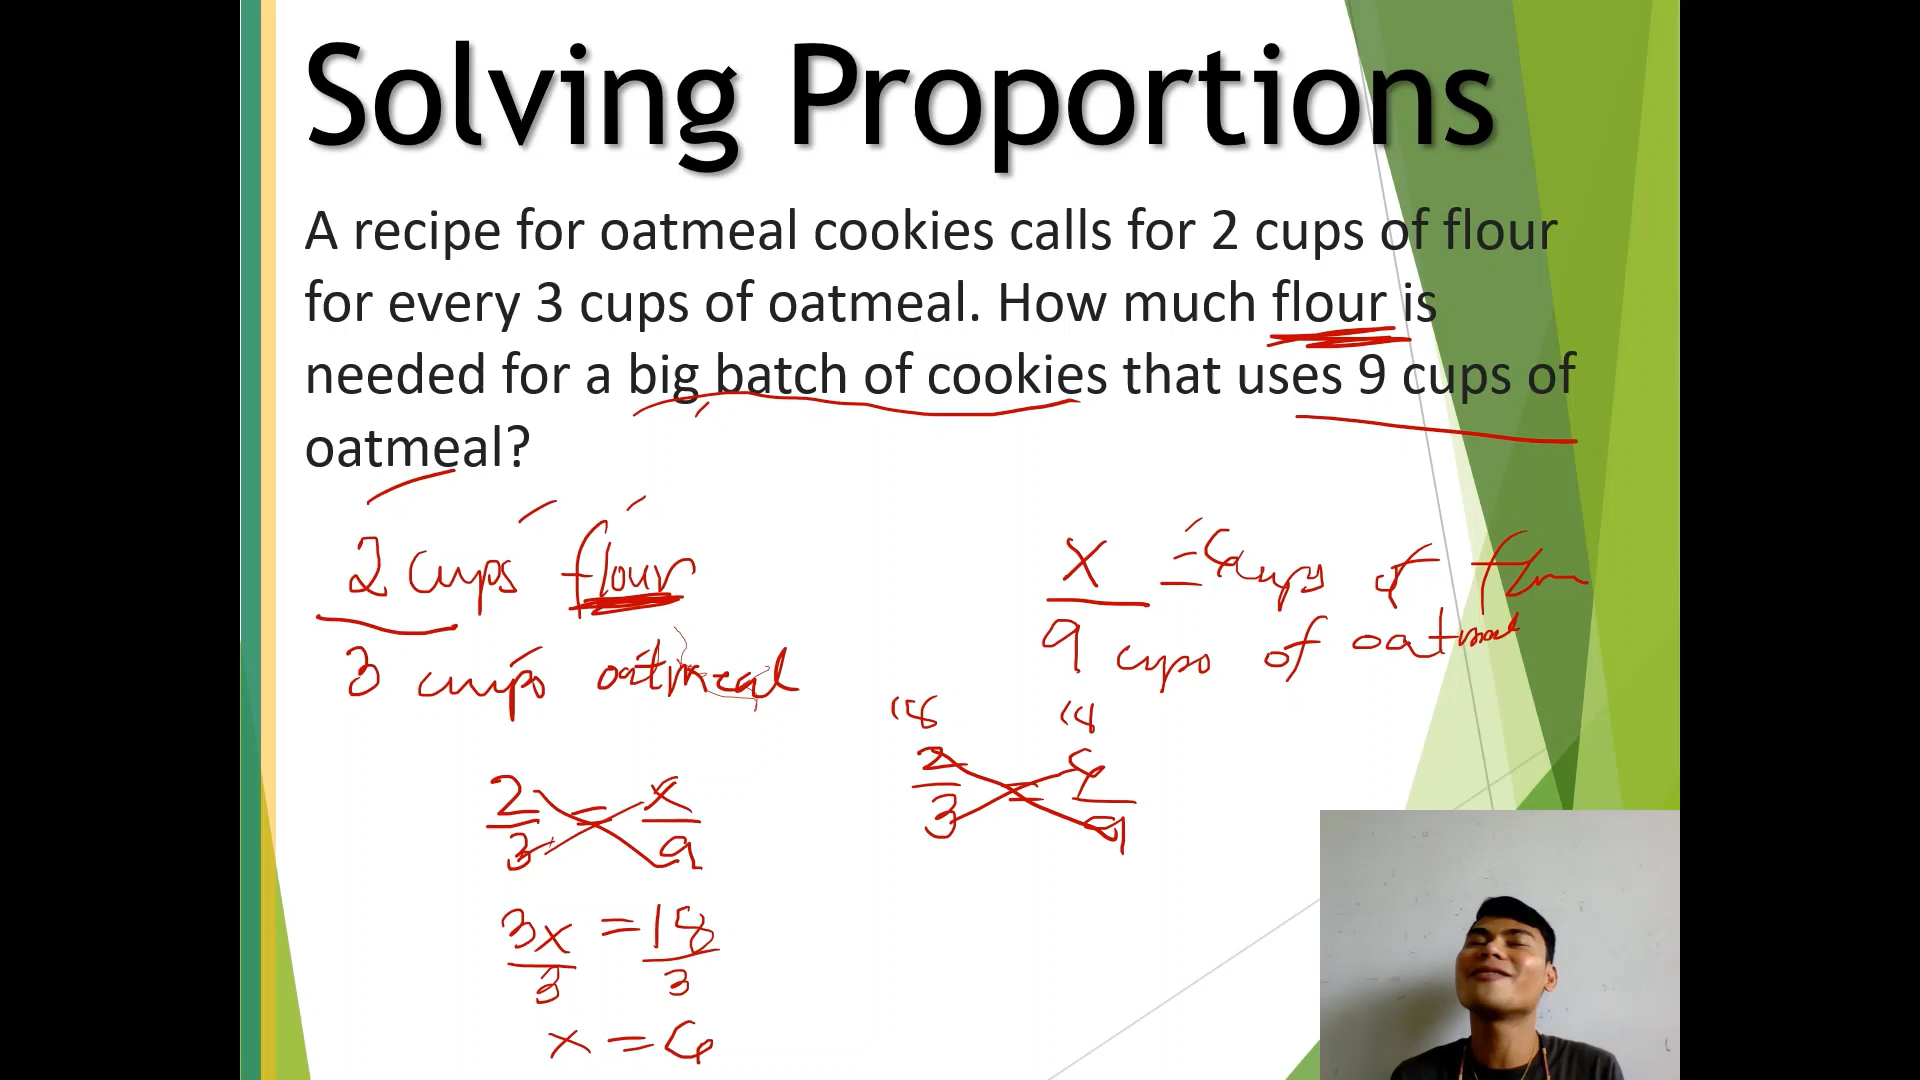 Solving Proportions
A recipe for oatmeal cookies calls for 2 cups of flour
for every 3 cups of oatmeal. How much flour is
needed for a big batch of cookies that uses 9 cups of
oatmeal?
2 cups flour
3 cups oatmeal
x = 6 cups of
9 cups of oatmeal
18 18
2/3 = 6/9
2/3 = x/9
3x/3 = 18/3
x = 6